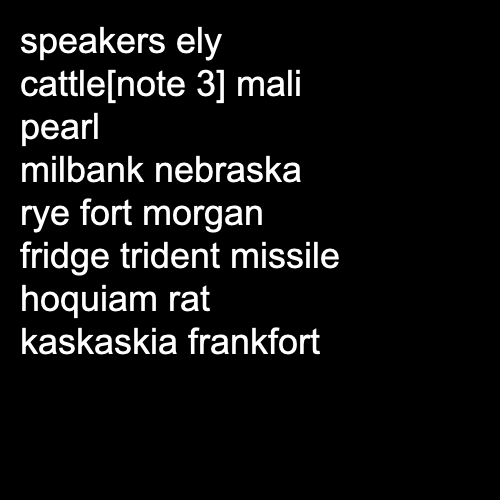 speakers ely
cattle[note 3] mali
pearl
milbank nebraska
rye fort morgan
fridge trident missile
hoquiam rat
kaskaskia frankfort